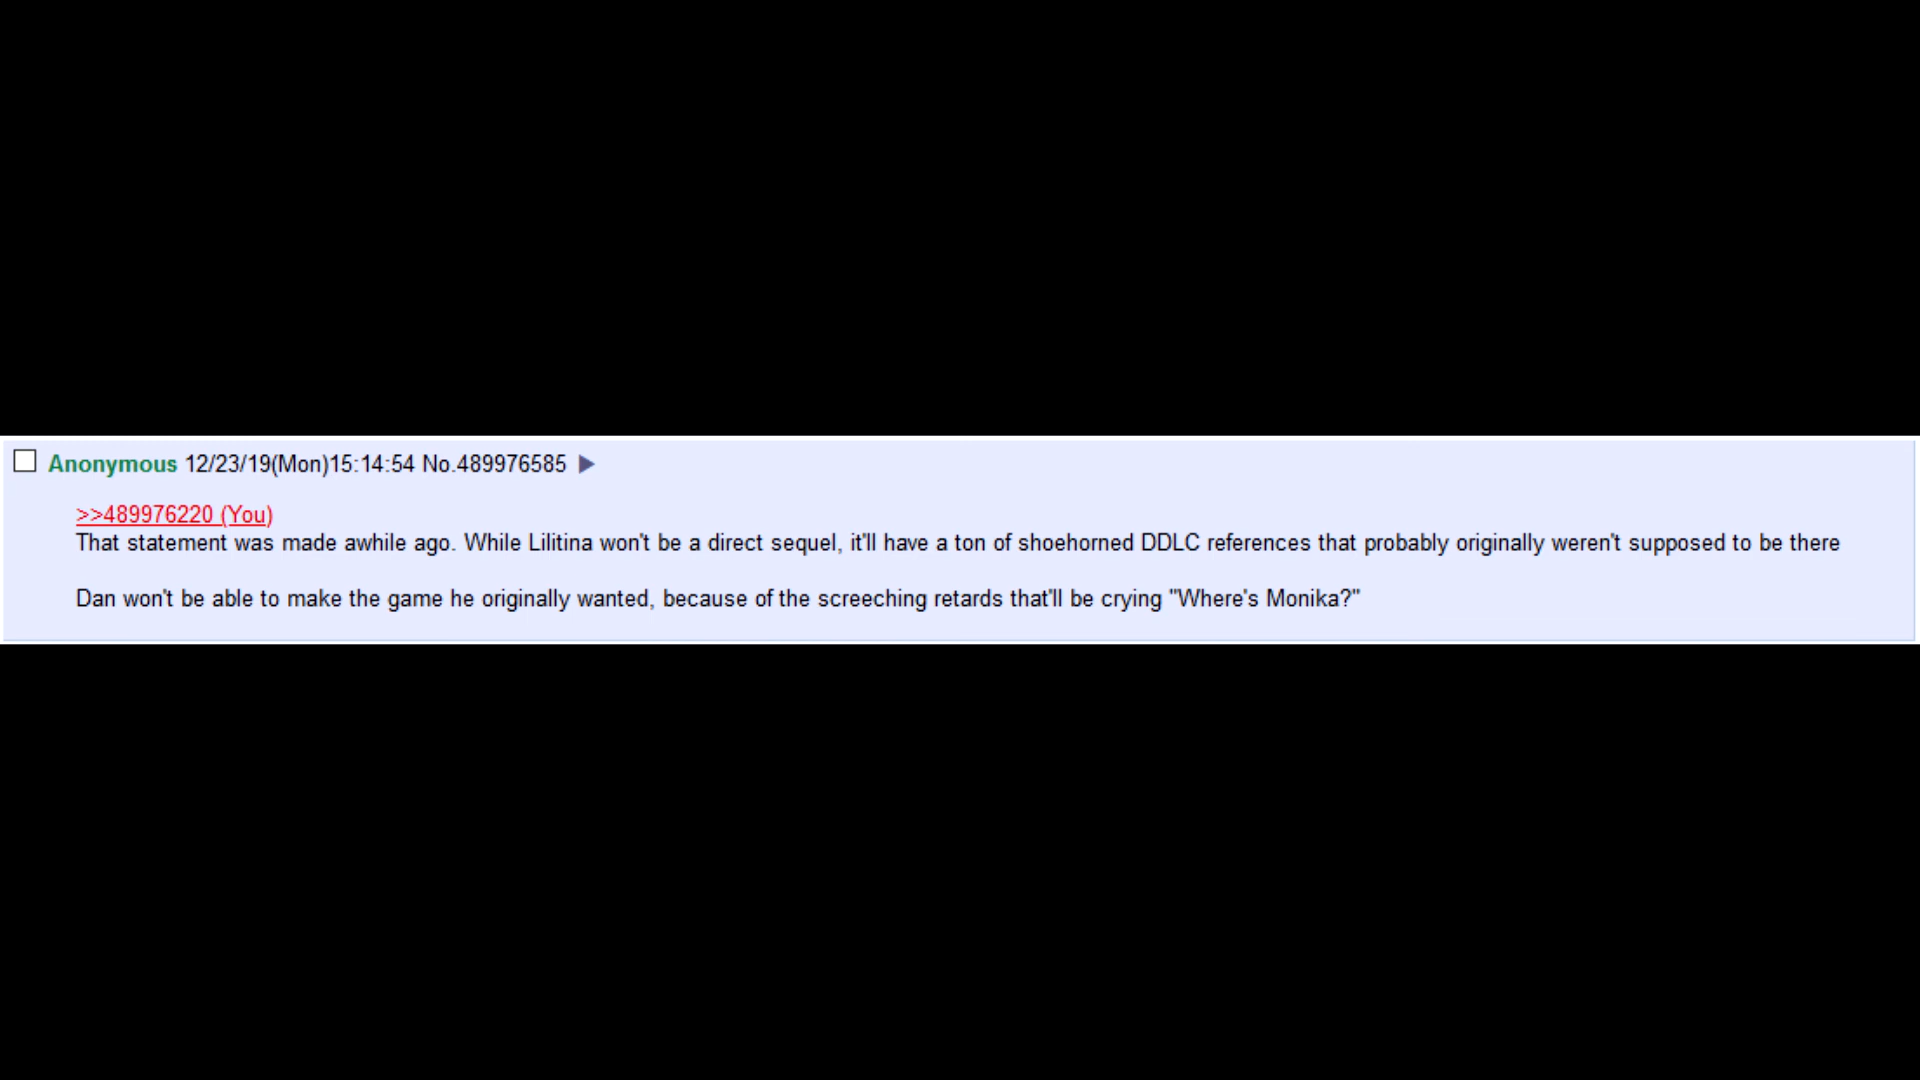 Anonymous 12/23/19(Mon)15:14:54 No.489976585
>>489976220 (You)
That statement was made awhile ago. While Lilitina won't be a direct sequel, it'll have a ton of shoehorned DDLC references that probably originally weren't supposed to be there
Dan won't be able to make the game he originally wanted, because of the screeching retards that'll be crying "Where's Monika?"